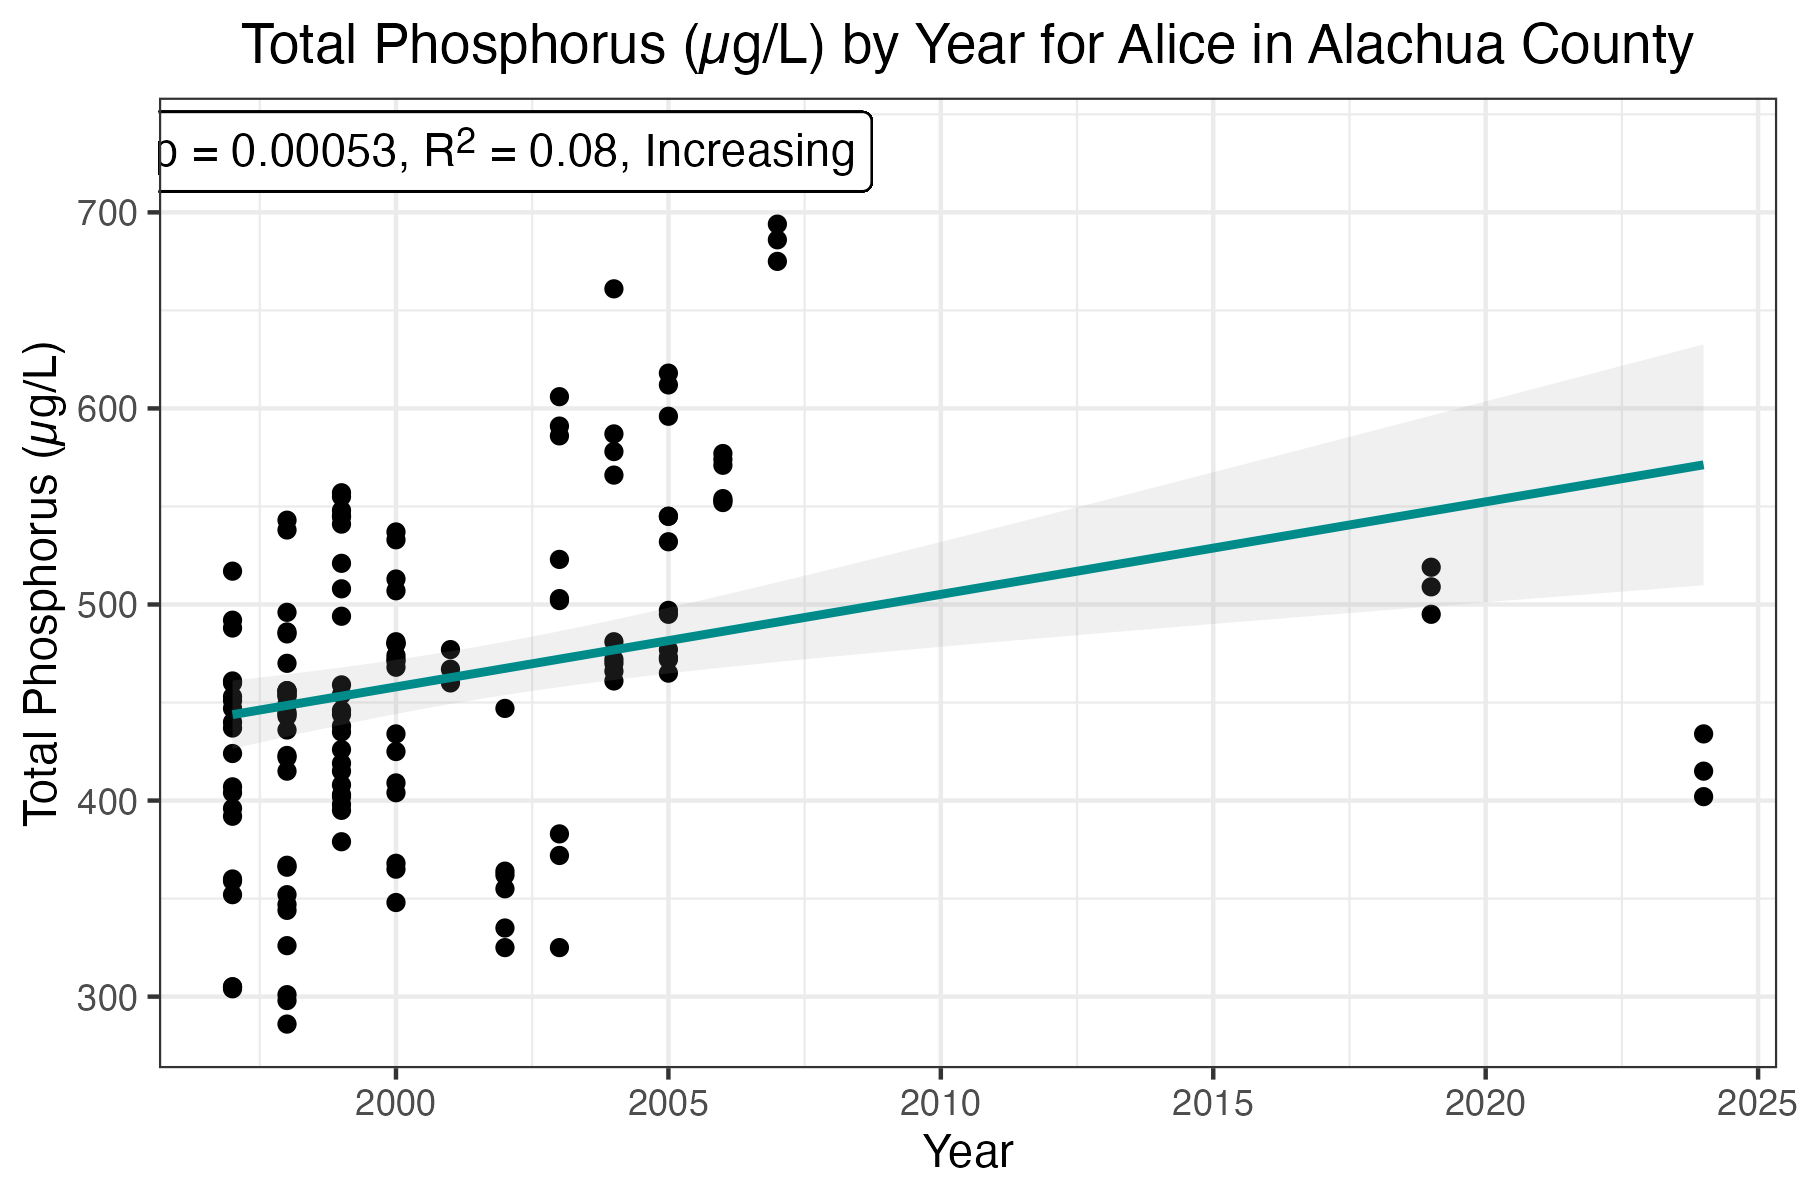 Total Phosphorus (µg/L) by Year for Alice in Alachua County
p = 0.00053, R² = 0.08, Increasing
Total Phosphorus (µg/L)
700
600
500
400
300
2000 2005 2010 2015 2020 2025
Year